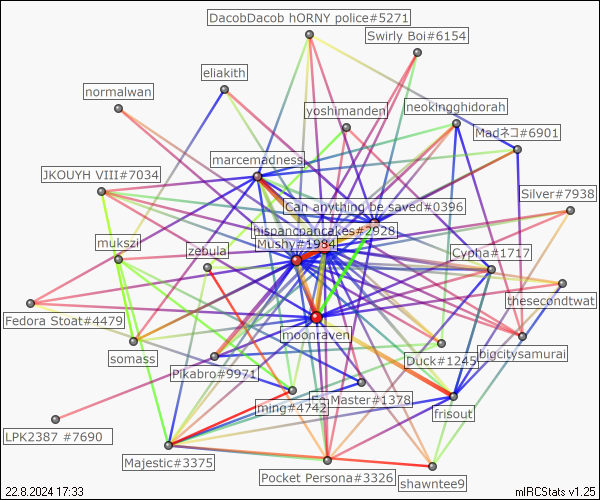 DacobDacob hORNY police#5271
Swirly Boi#6154
eliakith
normalwan
yoshimanden
neokingghidorah
Madネコ#6901
marcemadness
JKOUYH VIII#7034
Silver#7938
Can anything be saved#0396
hispandpancakes#2928
mukszi
zebula
Mushy#1984
Cypha#1717
thesecondtwat
Fedora Stoat#4479
moonraven
somass
Duck#1245
bigcitysamurai
Pikabro#9971
Master#1378
ming#4742
frisout
LPK2387 #7690
Majestic#3375
Pocket Persona#3326
shawntee9
22.8.2024 17:33
mIRCStats v1.25